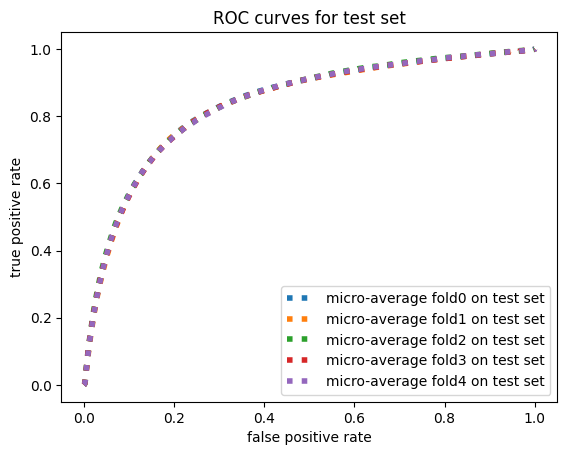 ROC curves for test set
true positive rate
1.0
0.8
0.6
0.4
0.2
0.0
micro-average fold0 on test set
micro-average fold1 on test set
micro-average fold2 on test set
micro-average fold3 on test set
micro-average fold4 on test set
0.0 0.2 0.4 0.6 0.8 1.0
false positive rate